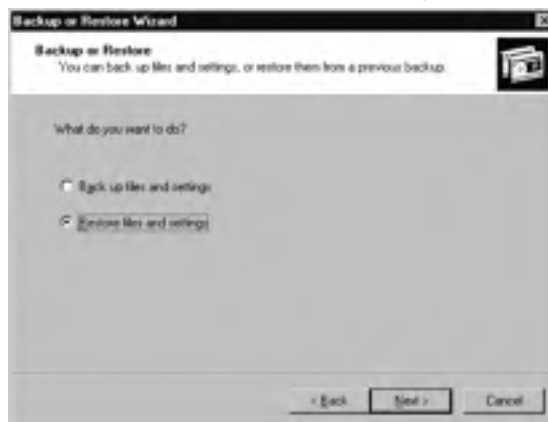 Backup or Restore Wizard
Backup or Restore
You can back up files and settings, or restore them from a previous backup.
What do you want to do?
Back up files and settings
Restore files and settings
< Back
Next >
Cancel